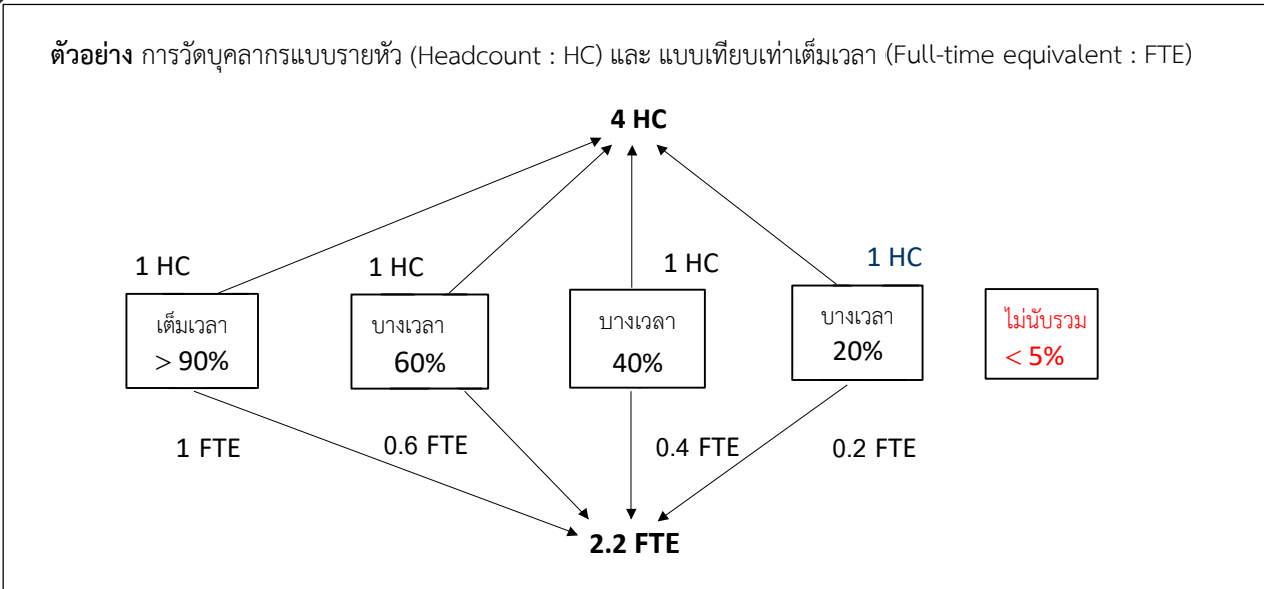 ตัวอย่าง การวัดบุคลากรแบบรายหัว (Headcount : HC) และ แบบเทียบเท่าเต็มเวลา (Full-time equivalent : FTE)
4 HC
1 HC
1 HC
1 HC
1 HC
เต็มเวลา
> 90%
บางเวลา
60%
บางเวลา
40%
บางเวลา
20%
ไม่นับรวม
< 5%
1 FTE
0.6 FTE
0.4 FTE
0.2 FTE
2.2 FTE